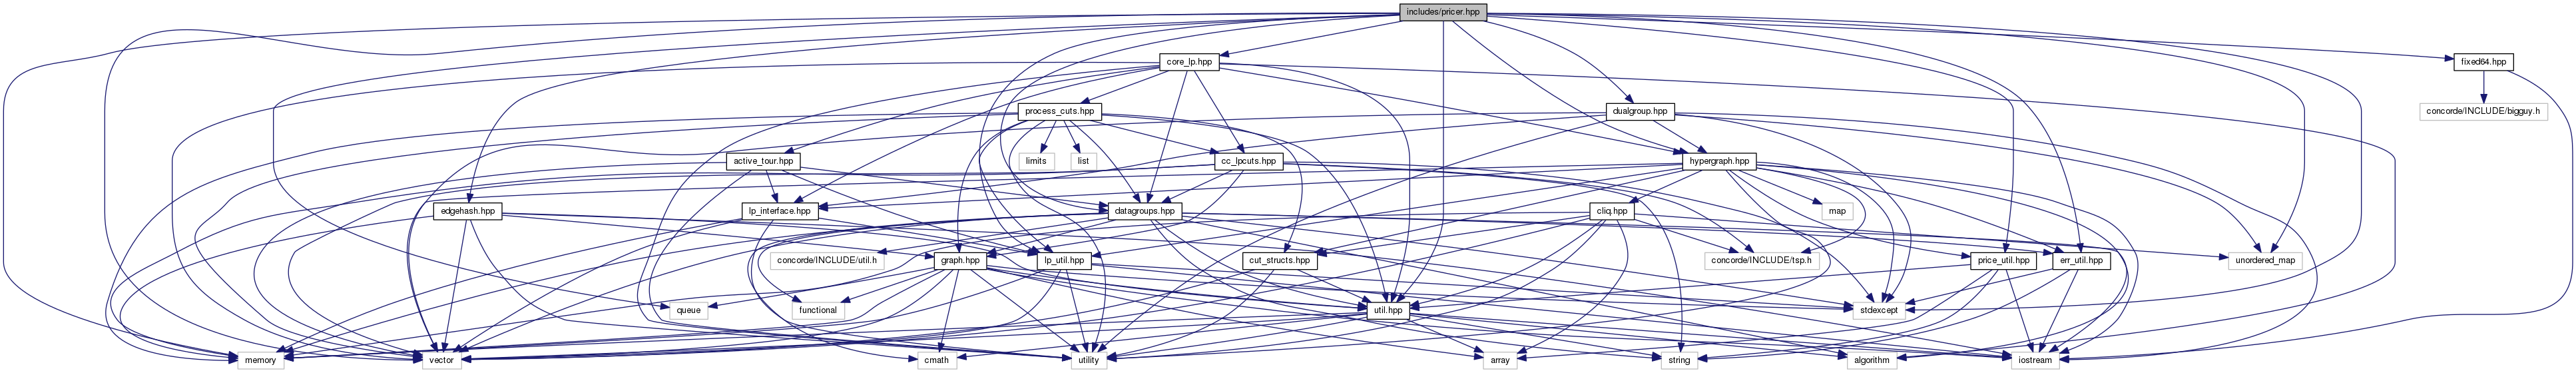 includes/pricer.hpp
core_lp.hpp
fixed64.hpp
process_cuts.hpp
dualgroup.hpp
concorde/INCLUDE/bigguy.h
active_tour.hpp
limits
list
cc_lpcuts.hpp
hypergraph.hpp
edgehash.hpp
lp_interface.hpp
datagroups.hpp
cliq.hpp
map
concorde/INCLUDE/util.h
graph.hpp
lp_util.hpp
cut_structs.hpp
concorde/INCLUDE/tsp.h
price_util.hpp
err_util.hpp
unordered_map
queue
functional
util.hpp
stdexcept
memory
vector
cmath
utility
array
string
algorithm
iostream